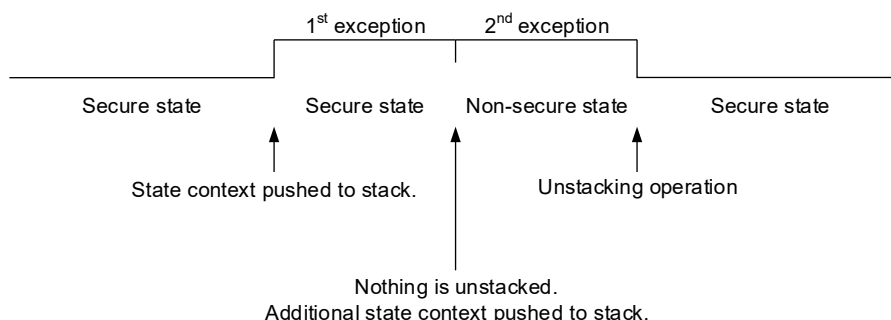 1st exception 2nd exception
Secure state Secure state Non-secure state Secure state
State context pushed to stack. Unstacking operation
Nothing is unstacked.
Additional state context pushed to stack.